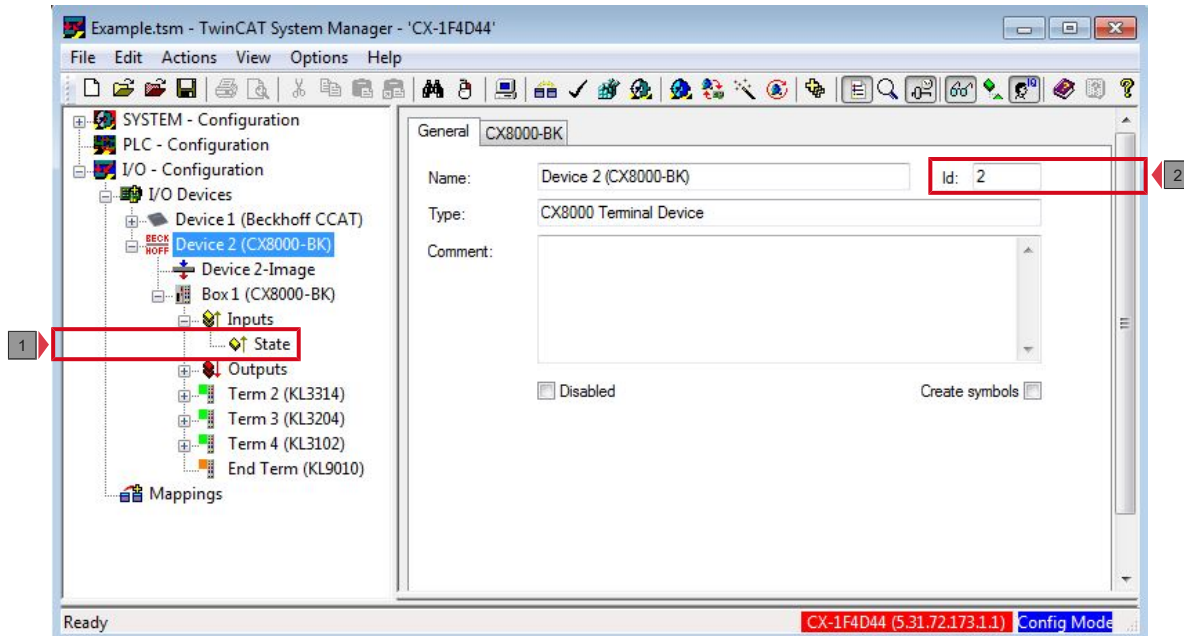 Example.tsm - TwinCAT System Manager - 'CX-1F4D44'
File Edit Actions View Options Help
SYSTEM - Configuration
PLC - Configuration
I/O - Configuration
I/O Devices
Device 1 (Beckhoff CCAT)
BECK HOFF Device 2 (CX8000-BK)
Device 2-Image
Box 1 (CX8000-BK)
Inputs
1 State
Outputs
Term 2 (KL3314)
Term 3 (KL3204)
Term 4 (KL3102)
End Term (KL9010)
Mappings
General CX8000-BK
Name: Device 2 (CX8000-BK) Id: 2 2
Type: CX8000 Terminal Device
Comment:
Disabled Create symbols
Ready CX-1F4D44 (5.31.72.173.1.1) Config Mode